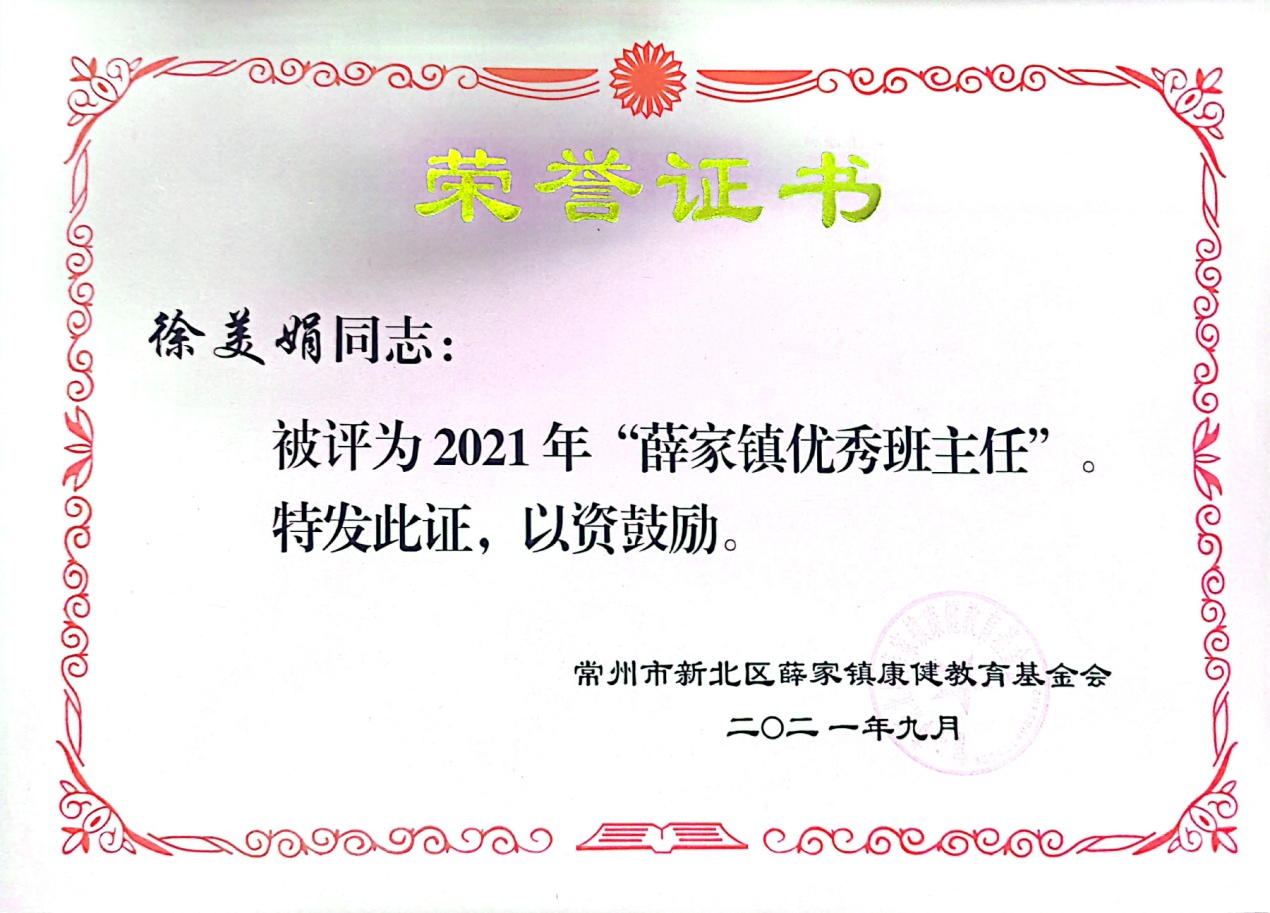 荣誉证书
徐美娟同志：
被评为2021年“薛家镇优秀班主任”。
特发此证，以资鼓励。
常州市新北区薛家镇康健教育基金会
二〇二一年九月